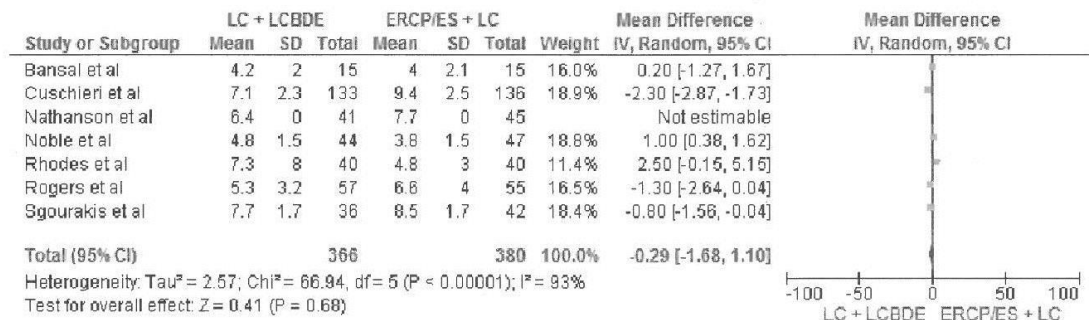 LC + LCBDE ERCP/ES + LC Mean Difference Mean Difference
Study or Subgroup Mean SD Total Mean SD Total Weight IV, Random, 95% CI IV, Random, 95% CI
Bansal et al 4.2 2 15 4 2.1 15 16.0% 0.20 [-1.27, 1.67]
Cuschieri et al 7.1 2.3 133 9.4 2.5 136 18.9% -2.30 [-2.87, -1.73]
Nathanson et al 6.4 0 41 7.7 0 45 Not estimable
Noble et al 4.8 1.5 44 3.8 1.5 47 18.8% 1.00 [0.38, 1.62]
Rhodes et al 7.3 8 40 4.8 3 40 11.4% 2.50 [-0.15, 5.15]
Rogers et al 5.3 3.2 57 6.6 4 55 16.5% -1.30 [-2.64, 0.04]
Sgourakis et al 7.7 1.7 36 8.5 1.7 42 18.4% -0.80 [-1.56, -0.04]
Total (95% CI) 366 380 100.0% -0.29 [-1.68, 1.10]
Heterogeneity: Tau² = 2.57; Chi² = 66.94, df = 5 (P < 0.00001); I² = 93%
Test for overall effect: Z = 0.41 (P = 0.68)
-100 -50 0 50 100
LC + LCBDE ERCP/ES + LC